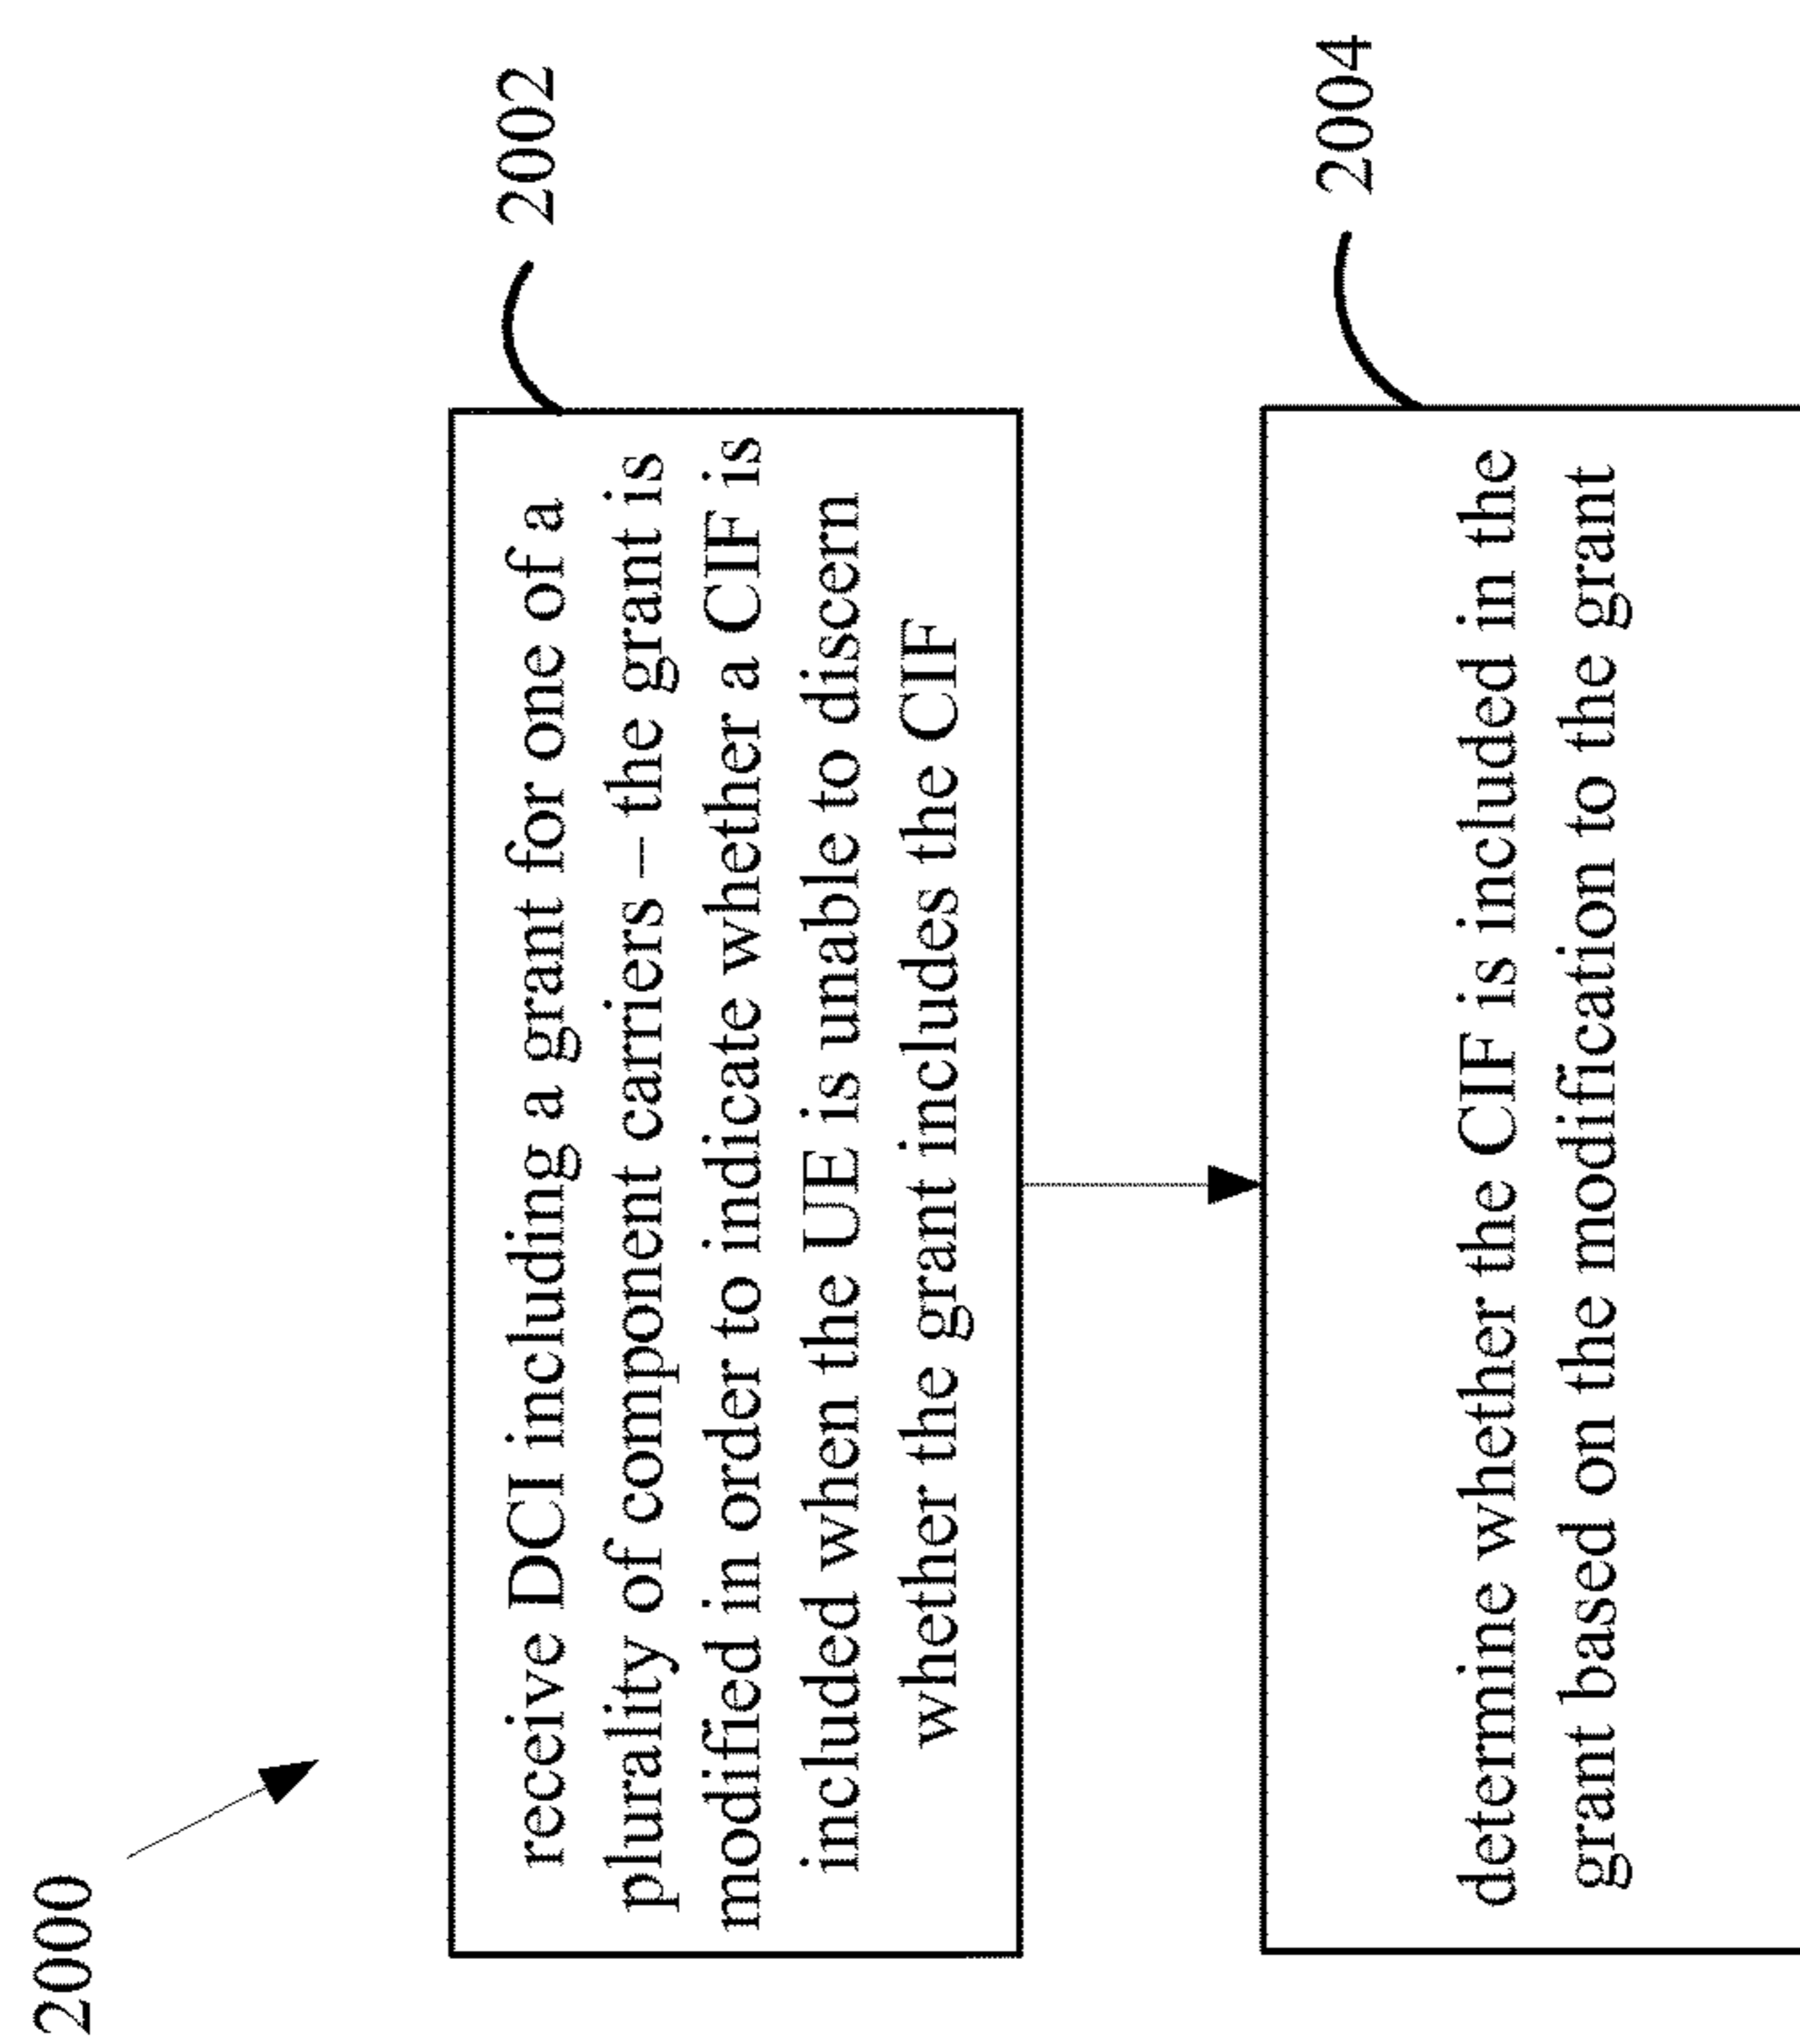 2000
receive DCI including a grant for one of a
plurality of component carriers – the grant is
modified in order to indicate whether a CIF is
included when the UE is unable to discern
whether the grant includes the CIF
2002
determine whether the CIF is included in the
grant based on the modification to the grant
2004